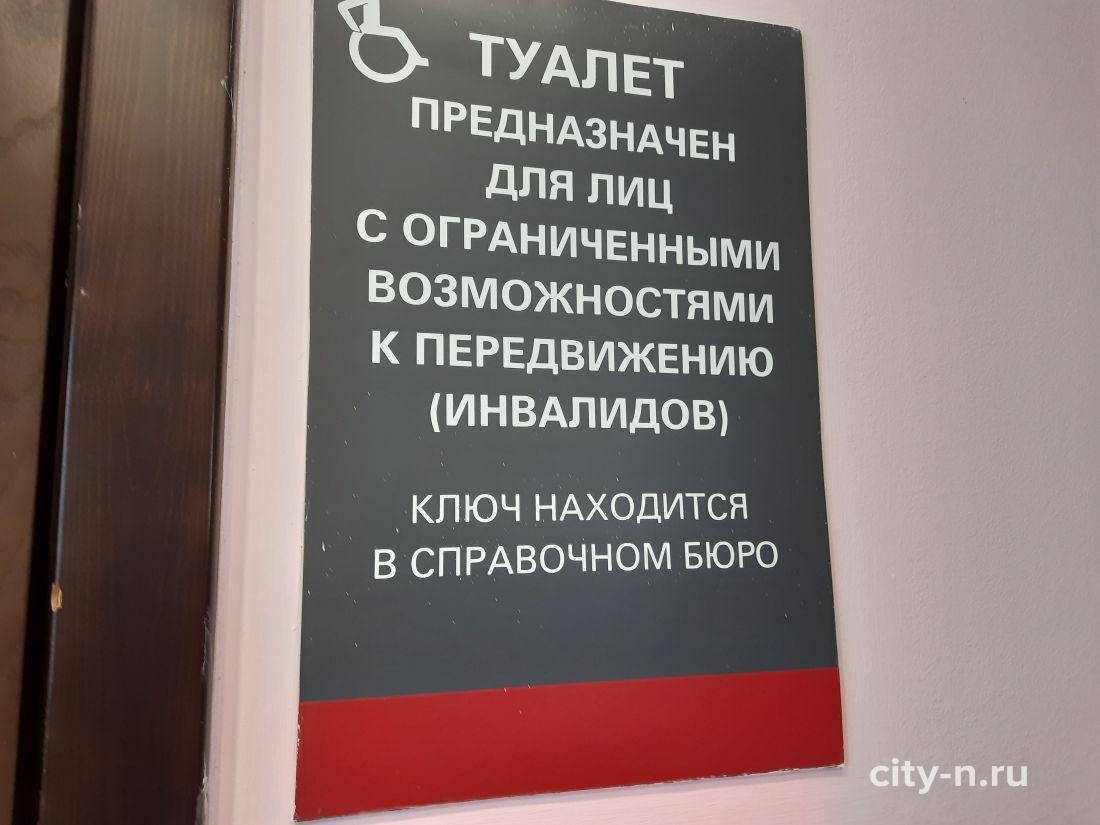 ТУАЛЕТ
ПРЕДНАЗНАЧЕН
ДЛЯ ЛИЦ
С ОГРАНИЧЕННЫМИ
ВОЗМОЖНОСТЯМИ
К ПЕРЕДВИЖЕНИЮ
(ИНВАЛИДОВ)
КЛЮЧ НАХОДИТСЯ
В СПРАВОЧНОМ БЮРО
city-n.ru